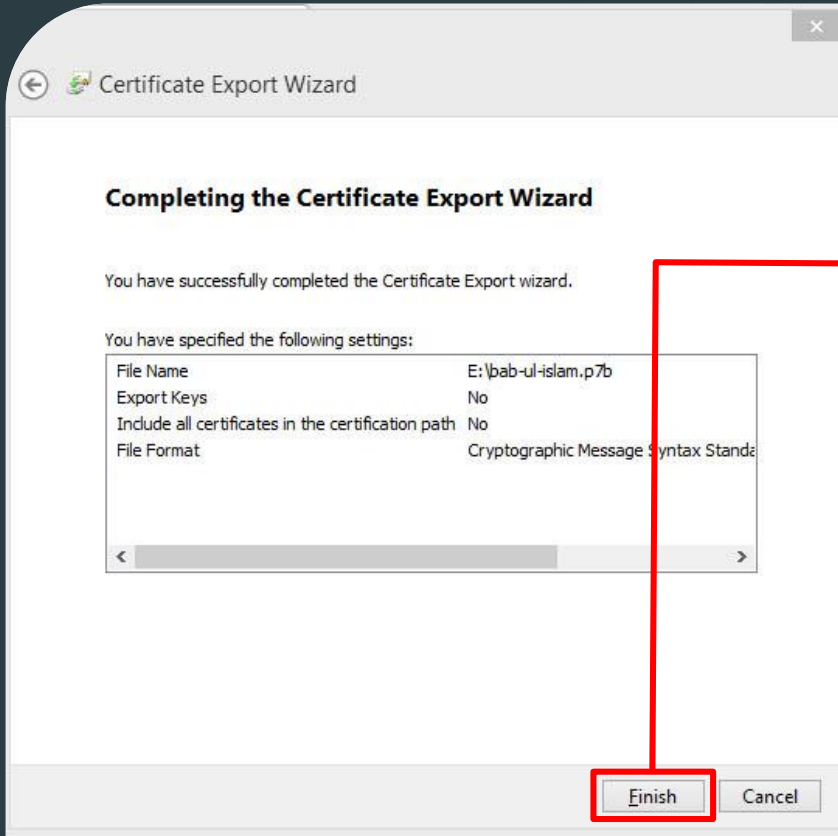 Certificate Export Wizard
Completing the Certificate Export Wizard
You have successfully completed the Certificate Export wizard.
You have specified the following settings:
File Name E:\bab-ul-islam.p7b
Export Keys No
Include all certificates in the certification path No
File Format Cryptographic Message Syntax Standa
Finish Cancel